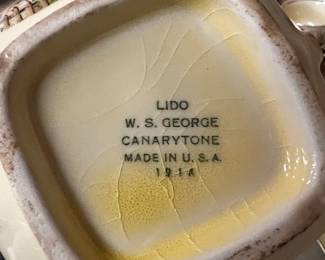 LIDO
W. S. GEORGE
CANARYTONE
MADE IN U. S. A.
191A